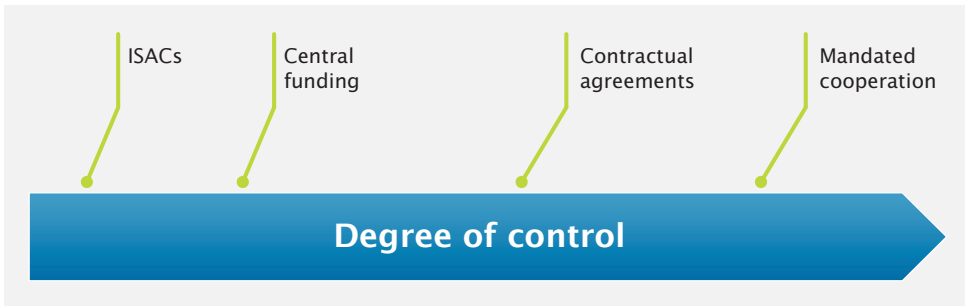 ISACs
Central
funding
Contractual
agreements
Mandated
cooperation
Degree of control